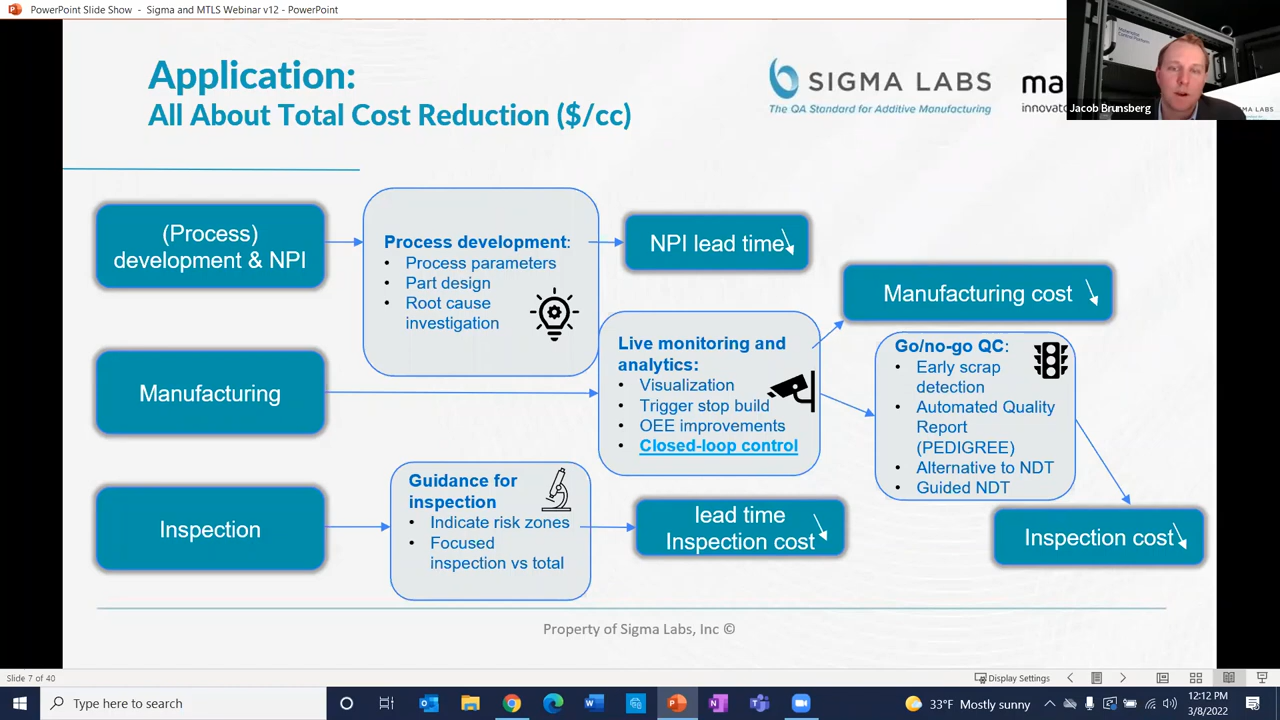 PowerPoint Slide Show - Sigma and MTLS Webinar v12 - PowerPoint
Application:
All About Total Cost Reduction ($/cc)
SIGMA LABS
The QA Standard for Additive Manufacturing
ma
innovato
Jacob Brunsberg
(Process)
development & NPI
Process development:
• Process parameters
• Part design
• Root cause
investigation
NPI lead time
Manufacturing cost
Manufacturing
Live monitoring and
analytics:
• Visualization
• Trigger stop build
• OEE improvements
• Closed-loop control
Go/no-go QC:
• Early scrap
detection
• Automated Quality
Report
(PEDIGREE)
• Alternative to NDT
• Guided NDT
Inspection
Guidance for
inspection
• Indicate risk zones
• Focused
inspection vs total
lead time
Inspection cost
Inspection cost
Property of Sigma Labs, Inc ©
Slide 7 of 40
Display Settings
Type here to search
33°F Mostly sunny
12:12 PM
3/8/2022